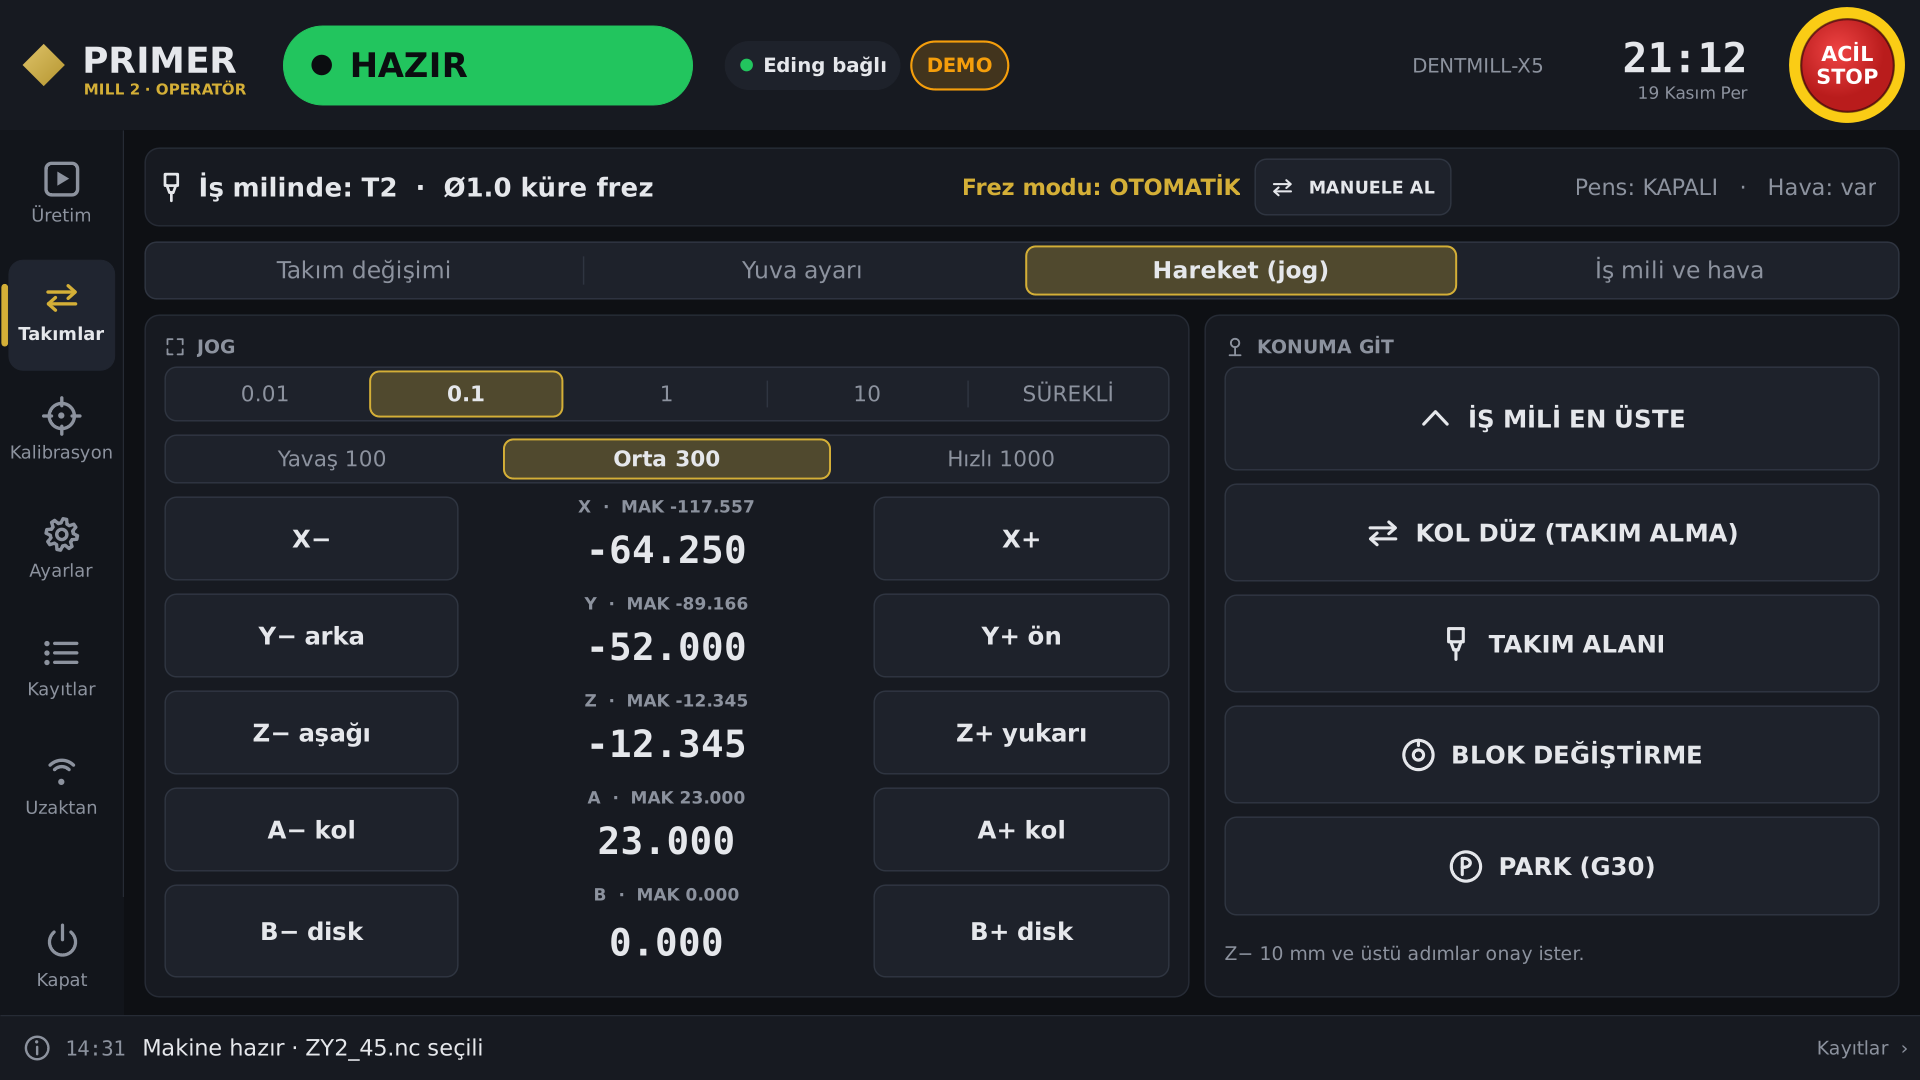 PRIMER
MILL 2 · OPERATÖR
HAZIR
Eding bağlı
DEMO
DENTMILL-X5
21:12
19 Kasım Per
ACİL
STOP
Üretim
Takımlar
Kalibrasyon
Ayarlar
Kayıtlar
Uzaktan
Kapat
İş milinde: T2 · Ø1.0 küre frez
Frez modu: OTOMATİK
MANUELE AL
Pens: KAPALI · Hava: var
Takım değişimi
Yuva ayarı
Hareket (jog)
İş mili ve hava
JOG
0.01
0.1
1
10
SÜREKLİ
Yavaş 100
Orta 300
Hızlı 1000
X−
X · MAK -117.557
-64.250
X+
Y− arka
Y · MAK -89.166
-52.000
Y+ ön
Z− aşağı
Z · MAK -12.345
-12.345
Z+ yukarı
A− kol
A · MAK 23.000
23.000
A+ kol
B− disk
B · MAK 0.000
0.000
B+ disk
KONUMA GİT
İŞ MİLİ EN ÜSTE
KOL DÜZ (TAKIM ALMA)
TAKIM ALANI
BLOK DEĞİŞTİRME
PARK (G30)
Z− 10 mm ve üstü adımlar onay ister.
14:31 Makine hazır · ZY2_45.nc seçili
Kayıtlar ›